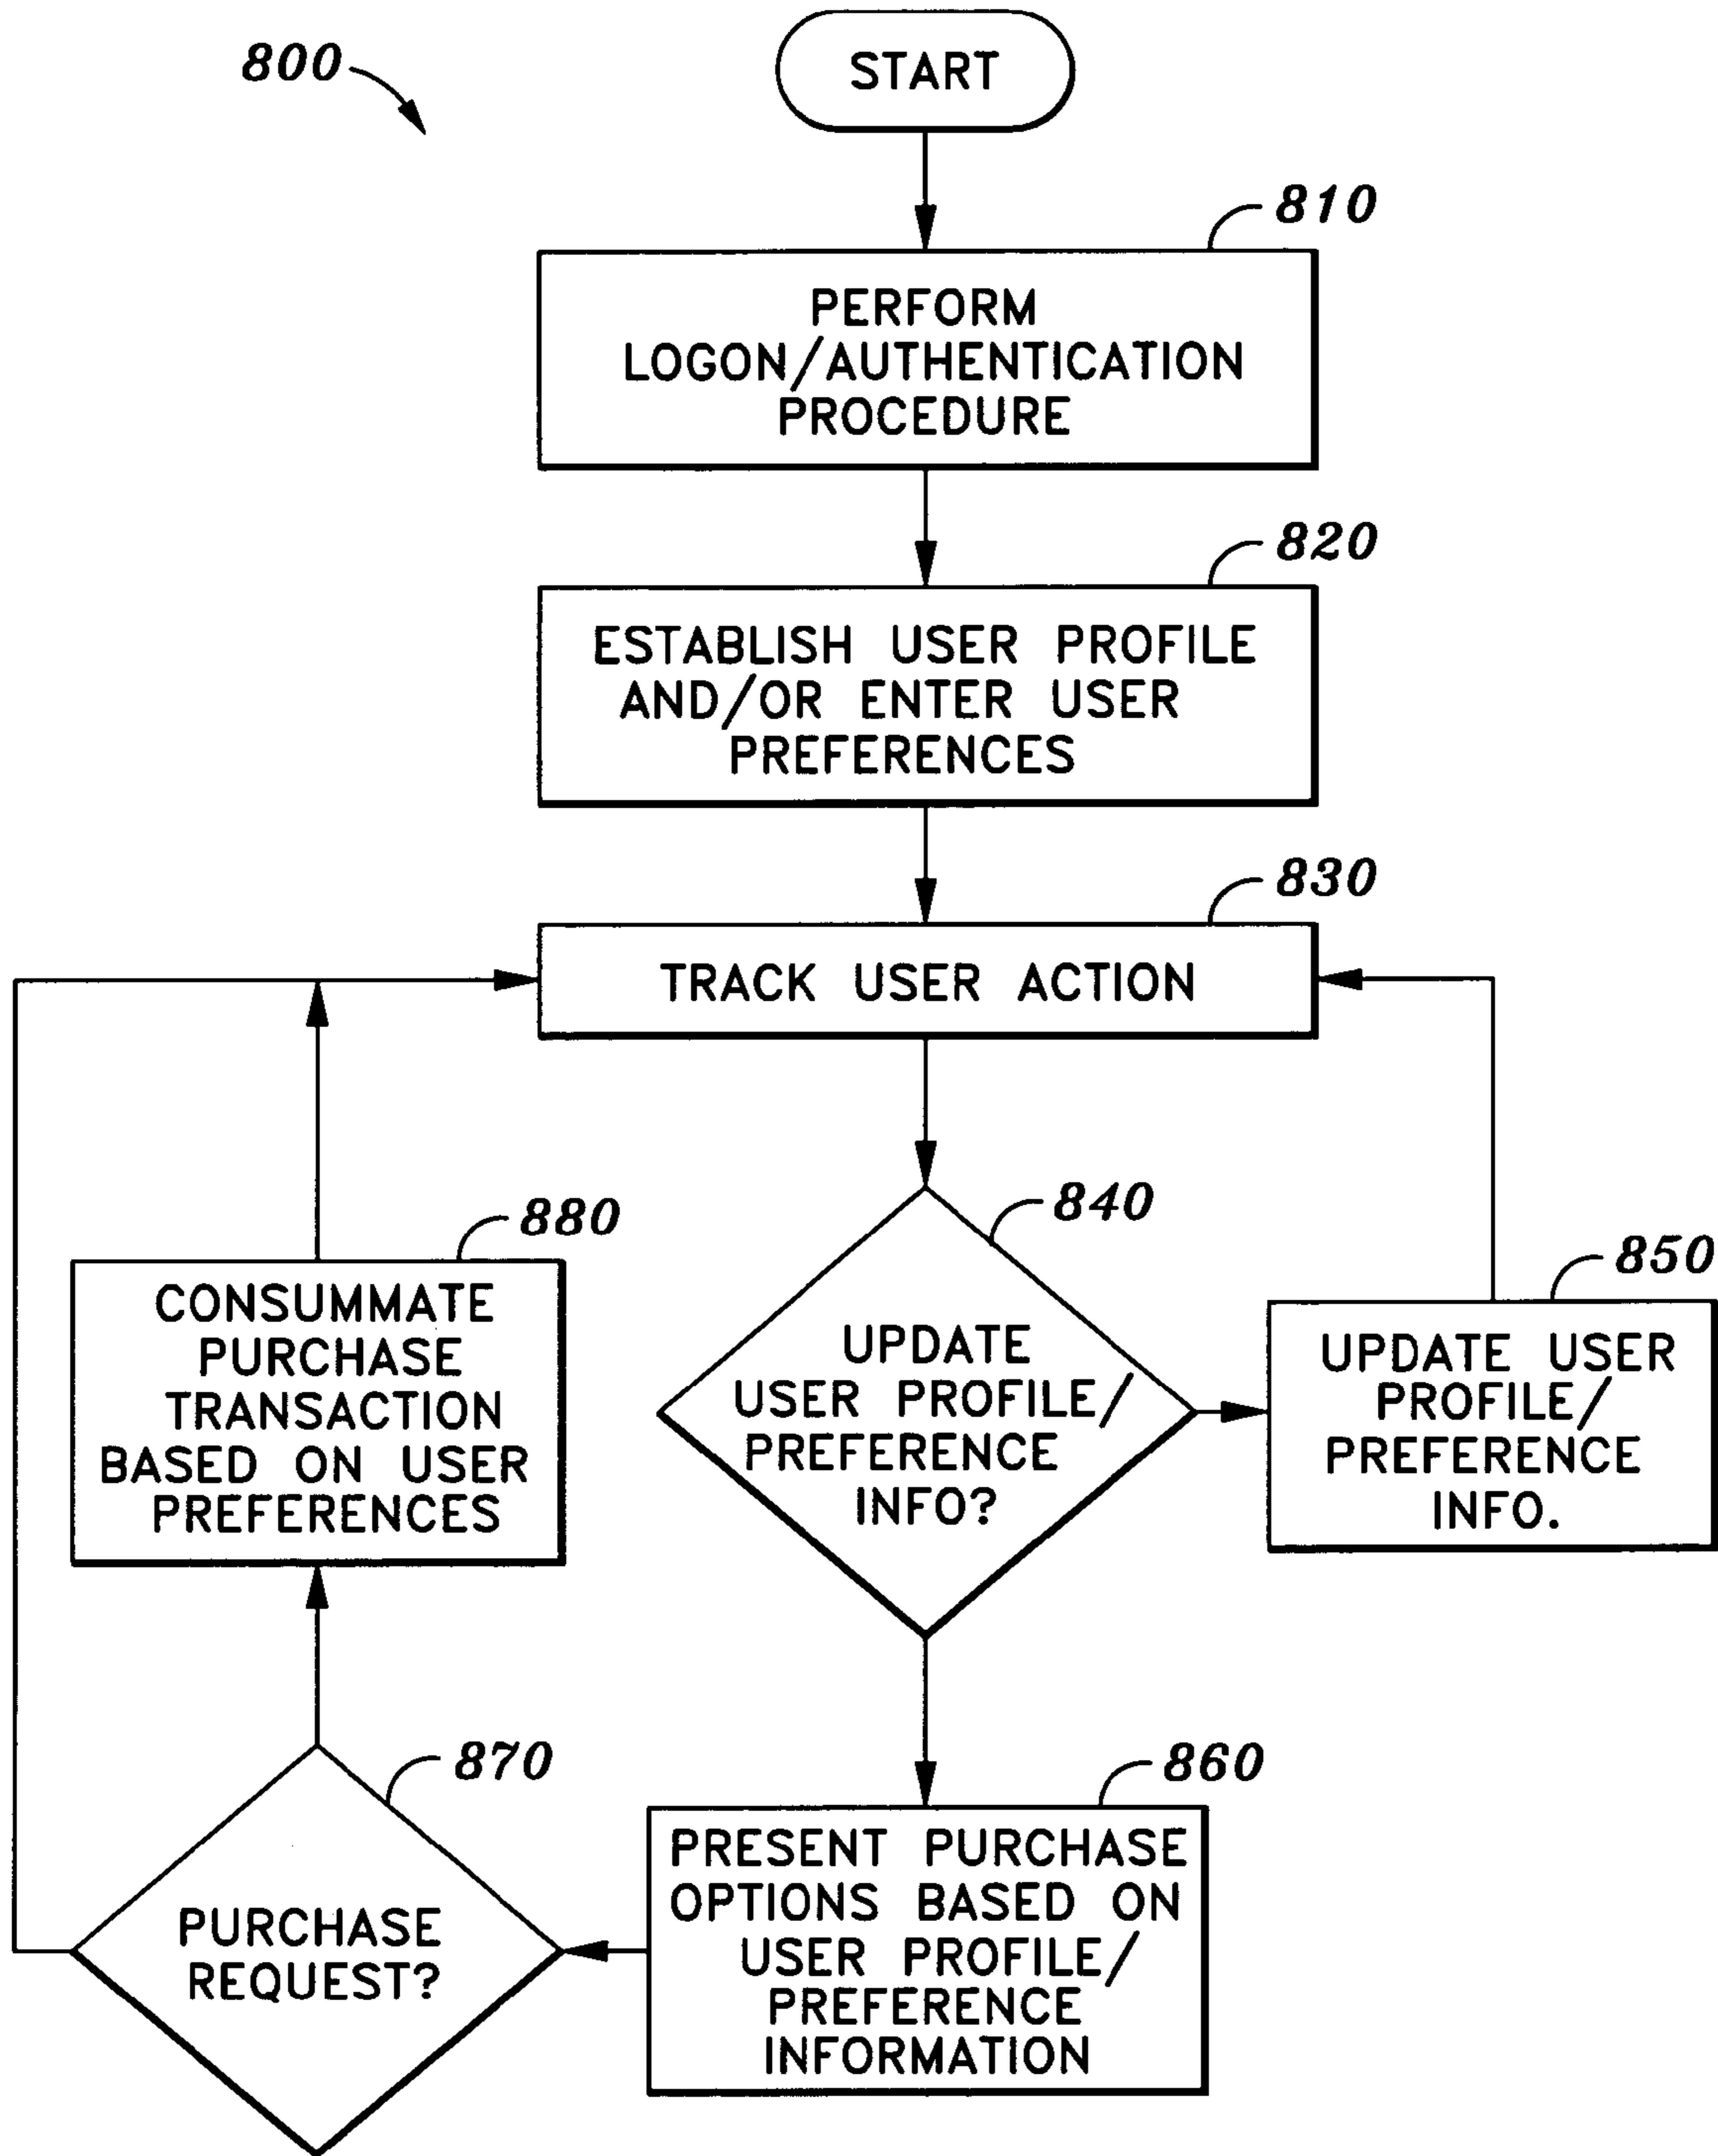 800
START
810
PERFORM
LOGON/AUTHENTICATION
PROCEDURE
820
ESTABLISH USER PROFILE
AND/OR ENTER USER
PREFERENCES
830
TRACK USER ACTION
840
UPDATE
USER PROFILE/
PREFERENCE
INFO?
850
UPDATE USER
PROFILE/
PREFERENCE
INFO.
880
CONSUMMATE
PURCHASE
TRANSACTION
BASED ON USER
PREFERENCES
870
PURCHASE
REQUEST?
860
PRESENT PURCHASE
OPTIONS BASED ON
USER PROFILE/
PREFERENCE
INFORMATION